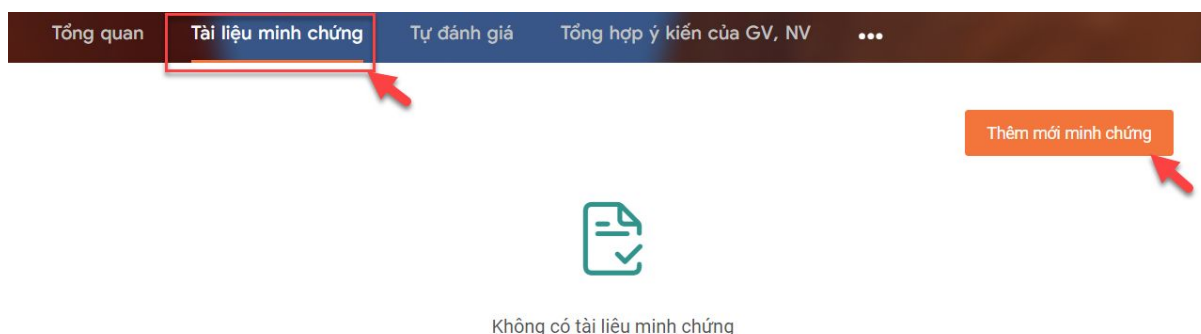 Tổng quan Tài liệu minh chứng Tự đánh giá Tổng hợp ý kiến của GV, NV •••
Thêm mới minh chứng
Không có tài liệu minh chứng